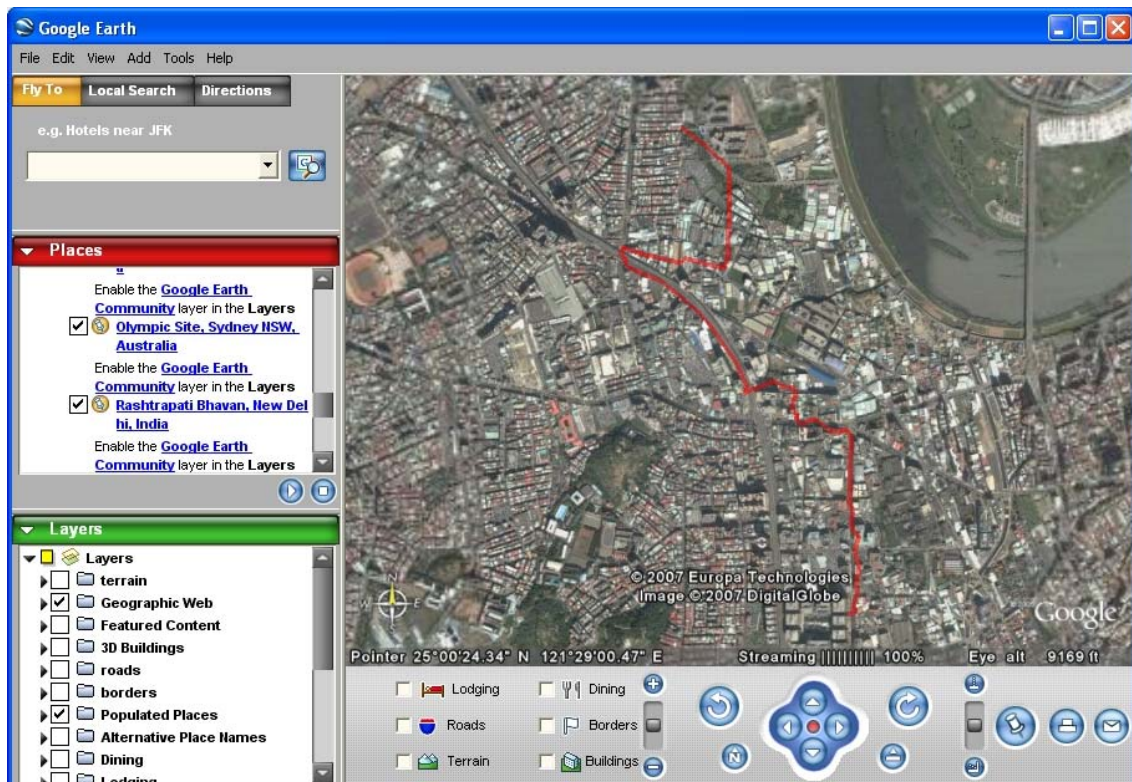 Google Earth
File Edit View Add Tools Help
Fly To Local Search Directions
e.g. Hotels near JFK
Places
u
Enable the Google Earth
Community layer in the Layers
Olympic Site, Sydney NSW,
Australia
Enable the Google Earth
Community layer in the Layers
Rashtrapati Bhavan, New Del
hi, India
Enable the Google Earth
Community layer in the Layers
Layers
Layers
terrain
Geographic Web
Featured Content
3D Buildings
roads
borders
Populated Places
Alternative Place Names
Dining
Lodging
N
W E
© 2007 Europa Technologies
Image © 2007 DigitalGlobe
Google
Pointer 25°00'24.34" N 121°29'00.47" E Streaming |||||||||| 100% Eye alt 9169 ft
Lodging Dining
Roads Borders
Terrain Buildings
N